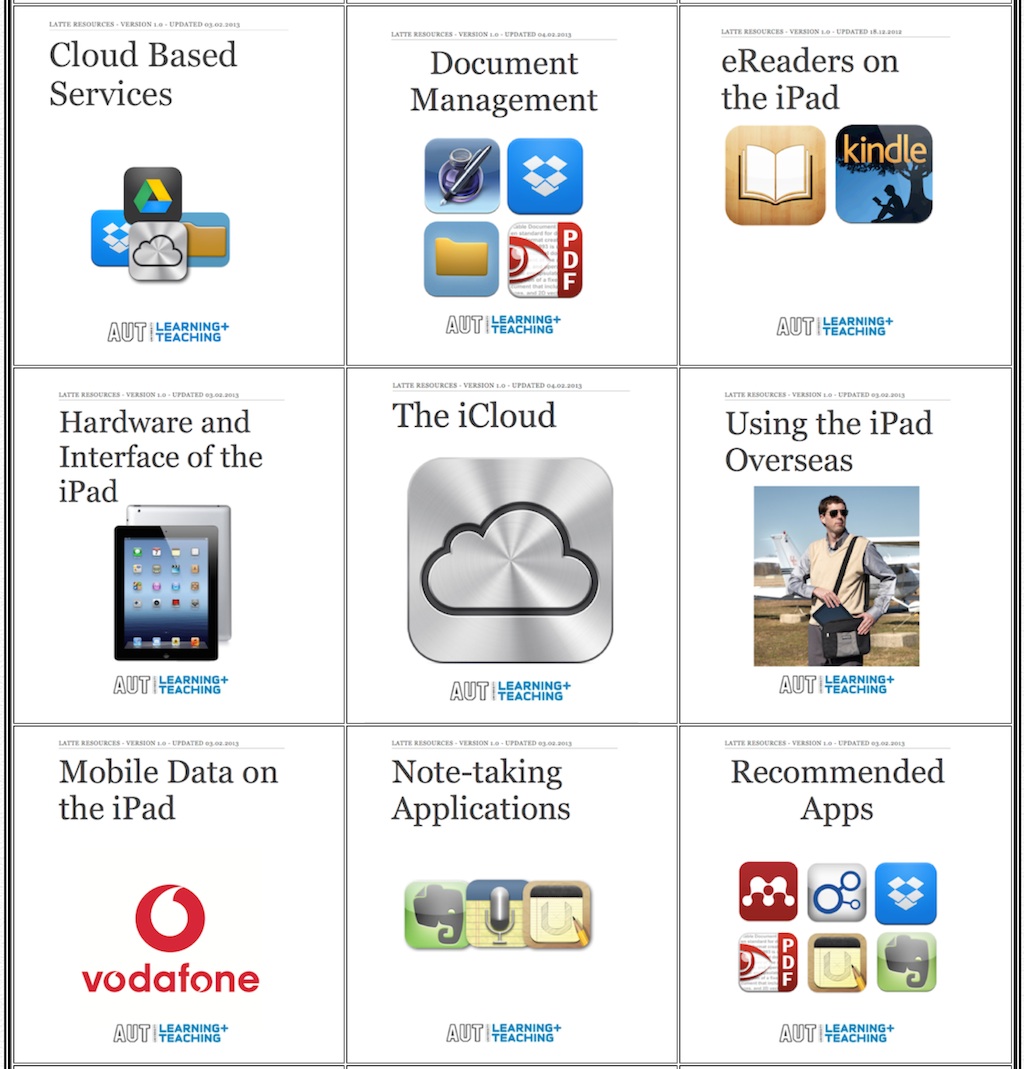 LATTE RESOURCES - VERSION 1.0 - UPDATED 03.02.2013
Cloud Based
Services
AUT LEARNING+
TEACHING
LATTE RESOURCES - VERSION 1.0 - UPDATED 04.02.2013
Document
Management
PDF
AUT LEARNING+
TEACHING
LATTE RESOURCES - VERSION 1.0 - UPDATED 18.12.2012
eReaders on
the iPad
kindle
AUT LEARNING+
TEACHING
LATTE RESOURCES - VERSION 1.0 - UPDATED 03.02.2013
Hardware and
Interface of the
iPad
AUT LEARNING+
TEACHING
LATTE RESOURCES - VERSION 1.0 - UPDATED 04.02.2013
The iCloud
AUT LEARNING+
TEACHING
LATTE RESOURCES - VERSION 1.0 - UPDATED 03.02.2013
Using the iPad
Overseas
AUT LEARNING+
TEACHING
LATTE RESOURCES - VERSION 1.0 - UPDATED 03.02.2013
Mobile Data on
the iPad
vodafone
AUT LEARNING+
TEACHING
LATTE RESOURCES - VERSION 1.0 - UPDATED 03.02.2013
Note-taking
Applications
AUT LEARNING+
TEACHING
LATTE RESOURCES - VERSION 1.0 - UPDATED 03.02.2013
Recommended
Apps
PDF
AUT LEARNING+
TEACHING